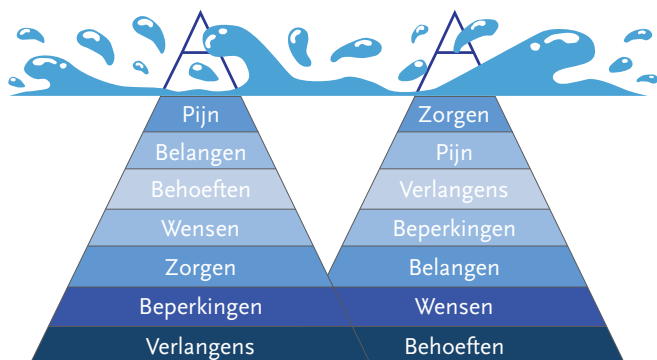 Pijn
Belangen
Behoeften
Wensen
Zorgen
Beperkingen
Verlangens
Zorgen
Pijn
Verlangens
Beperkingen
Belangen
Wensen
Behoeften